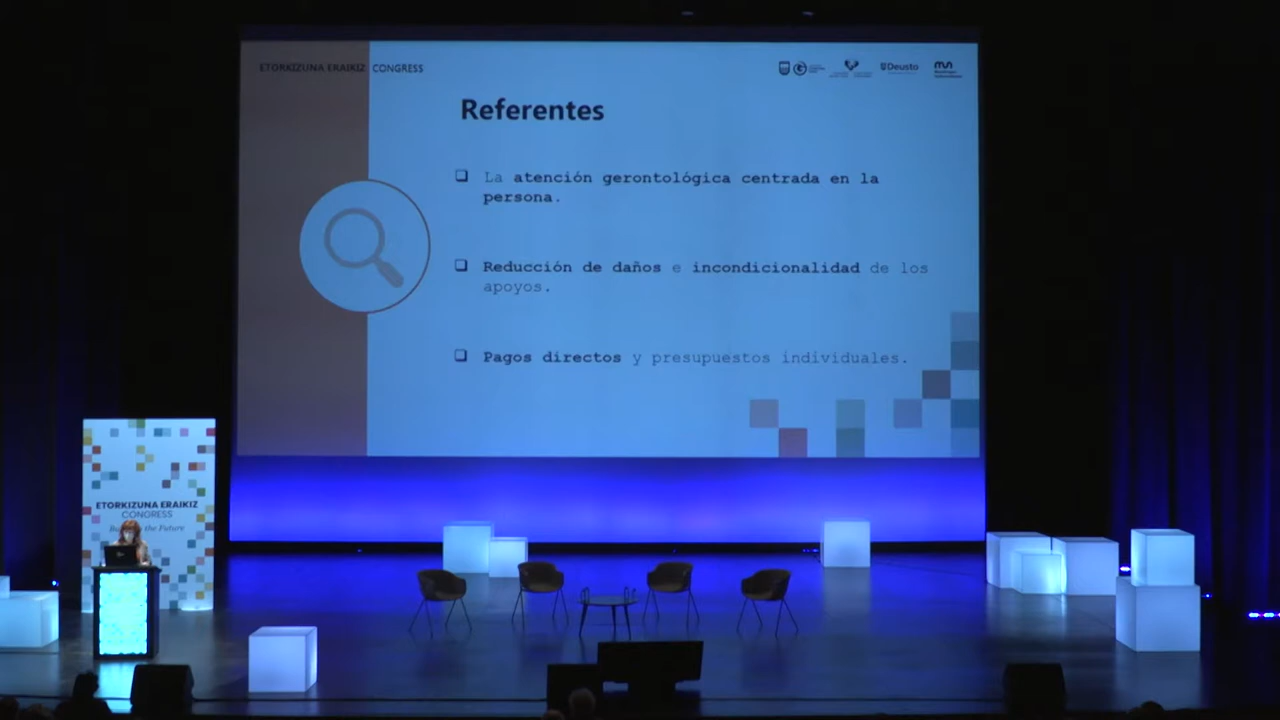 ETORKIZUNA ERAIKIZ CONGRESS
Deusto
Referentes
La atención gerontológica centrada en la
persona.
Reducción de daños e incondicionalidad de los
apoyos.
Pagos directos y presupuestos individuales.
ETORKIZUNA ERAIKIZ
CONGRESS
the Future